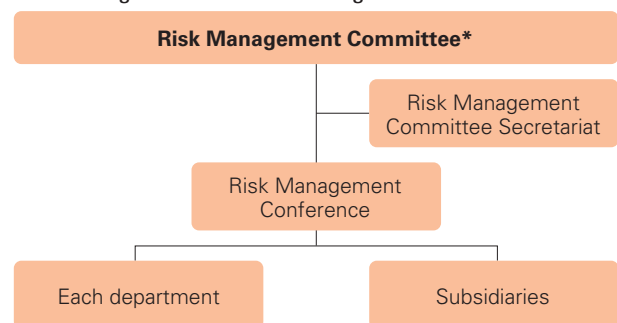 Risk Management Committee*
Risk Management
Committee Secretariat
Risk Management
Conference
Each department
Subsidiaries